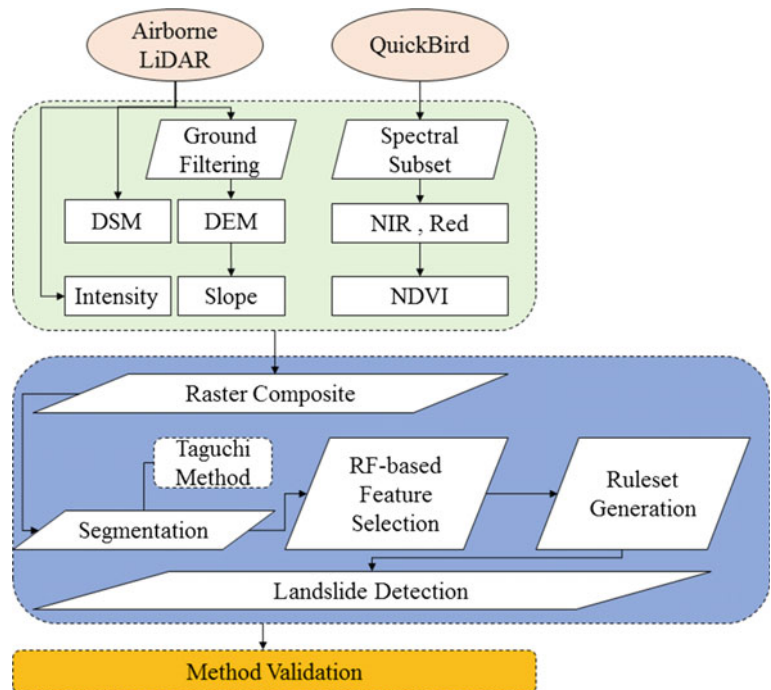 Airborne
LiDAR
QuickBird
Ground
Filtering
Spectral
Subset
DSM
DEM
NIR , Red
Intensity
Slope
NDVI
Raster Composite
Taguchi
Method
RF-based
Feature
Selection
Ruleset
Generation
Segmentation
Landslide Detection
Method Validation